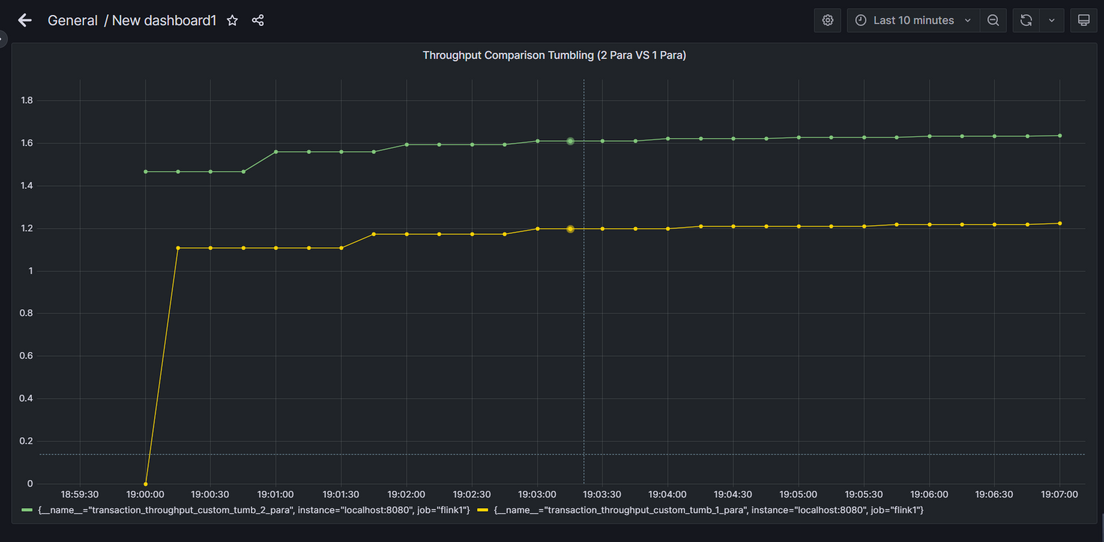 General / New dashboard1
Last 10 minutes
Throughput Comparison Tumbling (2 Para VS 1 Para)
1.8
1.6
1.4
1.2
1
0.8
0.6
0.4
0.2
0
18:59:30 19:00:00 19:00:30 19:01:00 19:01:30 19:02:00 19:02:30 19:03:00 19:03:30 19:04:00 19:04:30 19:05:00 19:05:30 19:06:00 19:06:30 19:07:00
{__name__="transaction_throughput_custom_tumb_2_para", instance="localhost:8080", job="flink1"} {__name__="transaction_throughput_custom_tumb_1_para", instance="localhost:8080", job="flink1"}